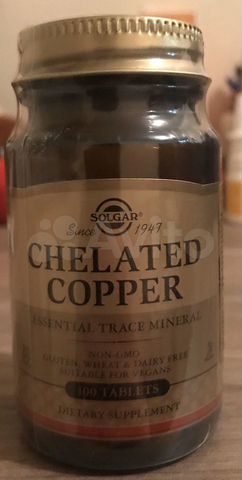 SOLGAR®
Since 1947
CHELATED
COPPER
ESSENTIAL TRACE MINERAL
NON-GMO
GLUTEN, WHEAT & DAIRY FREE
SUITABLE FOR VEGANS
100 TABLETS
DIETARY SUPPLEMENT
Avito